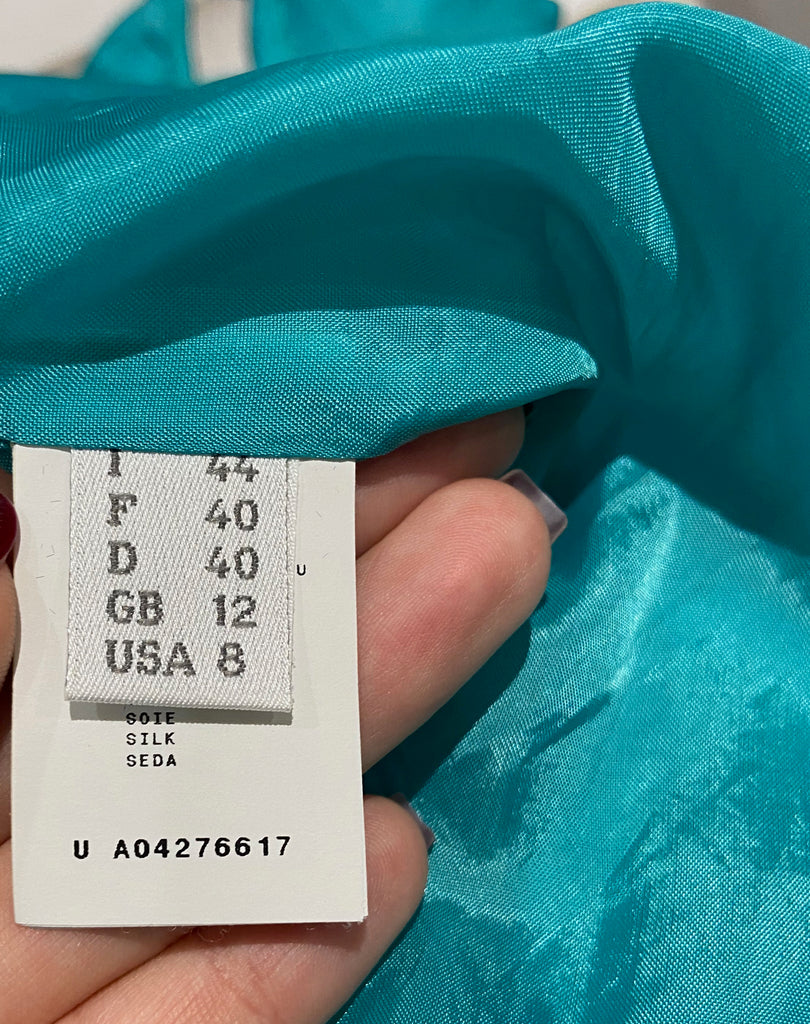 I 44
F 40
D 40
GB 12
USA 8
U
SOIE
SILK
SEDA
U A04276617